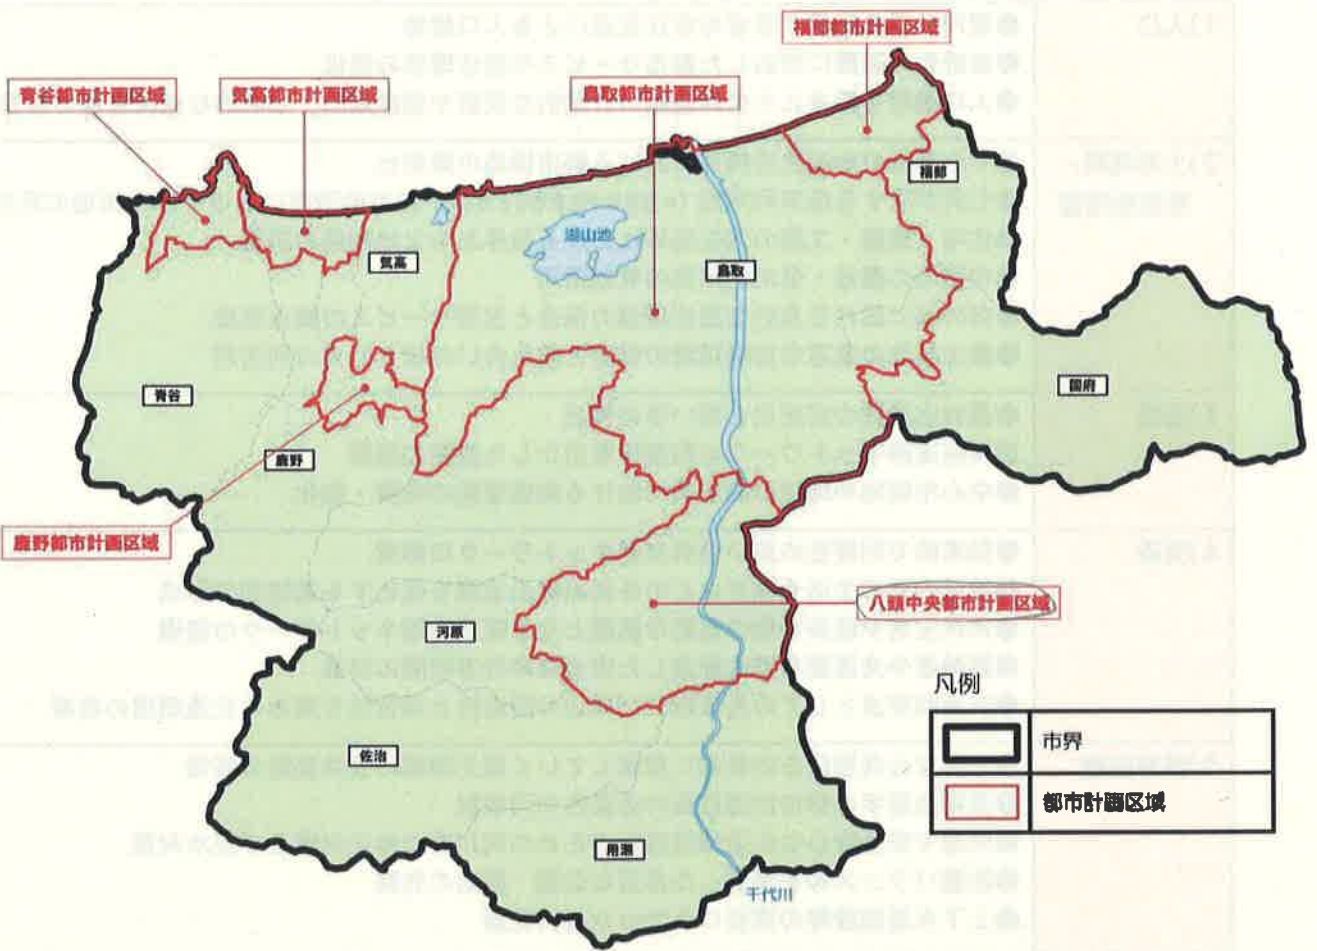 福部都市計画区域
青谷都市計画区域
気高都市計画区域
鳥取都市計画区域
福部
湖山池
鳥取
気高
青谷
国府
鹿野
鹿野都市計画区域
八頭中央都市計画区域
河原
佐治
用瀬
千代川
凡例
市界
都市計画区域